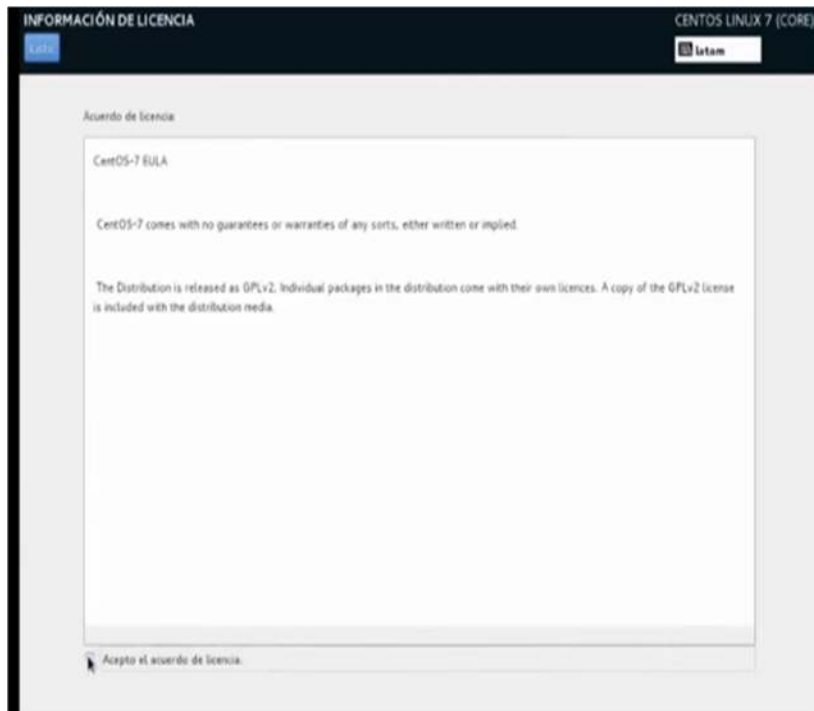 INFORMACIÓN DE LICENCIA
CENTOS LINUX 7 (CORE)
Listo
latam
Acuerdo de licencia
CentOS-7 EULA
CentOS-7 comes with no guarantees or warranties of any sorts, either written or implied.
The Distribution is released as GPLv2. Individual packages in the distribution come with their own licences. A copy of the GPLv2 license
is included with the distribution media.
Acepto el acuerdo de licencia.